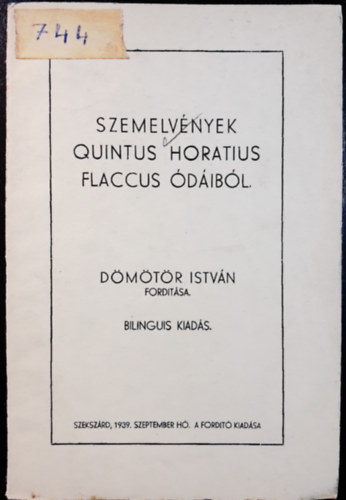 744
SZEMELVÉNYEK
QUINTUS HORATIUS
FLACCUS ÓDÁIBÓL.
DÖMÖTÖR ISTVÁN
FORDITÁSA.
BILINGUIS KIADÁS.
SZEKSZÁRD, 1939. SZEPTEMBER HÓ. A FORDITÓ KIADÁSA